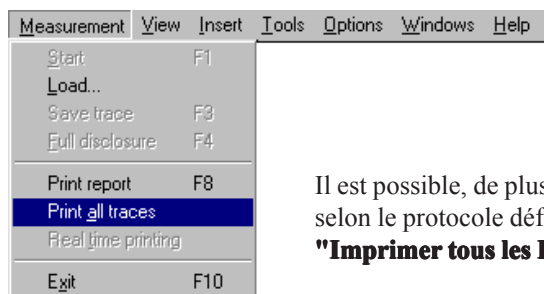 Measurement View Insert Tools Options Windows Help
Start F1
Load...
Save trace F3
Full disclosure F4
Print report F8
Print all traces
Real time printing
Exit F10
Il est possible, de plus
selon le protocole
"Imprimer tous les